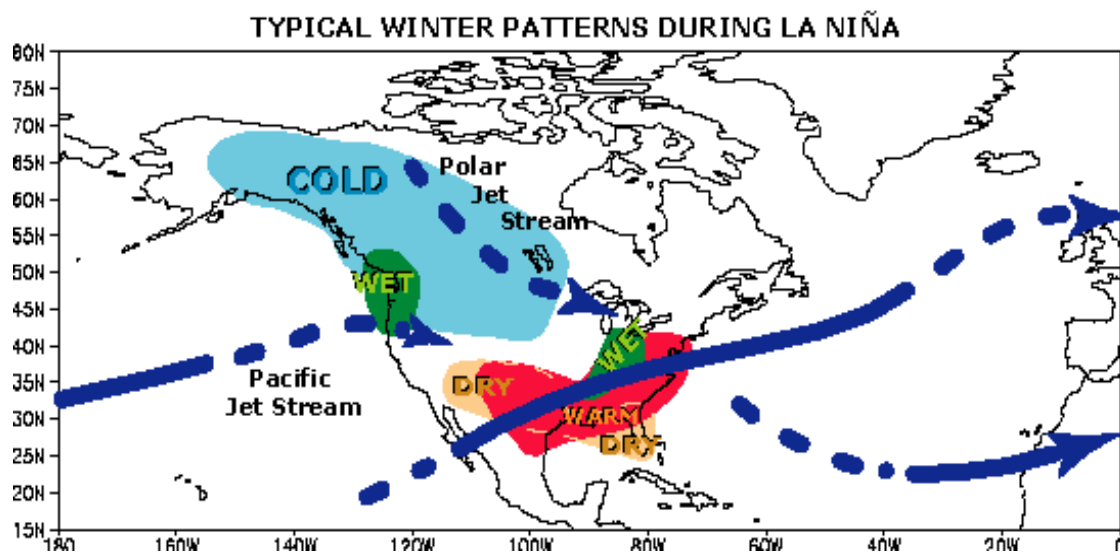 TYPICAL WINTER PATTERNS DURING LA NIÑA
80N
75N
70N
65N
60N
55N
50N
45N
40N
35N
30N
25N
20N
15N
COLD
Polar
Jet
Stream
WET
WET
Pacific
Jet Stream
DRY
WARM
DRY
180
160W
140W
120W
100W
80W
60W
40W
20W